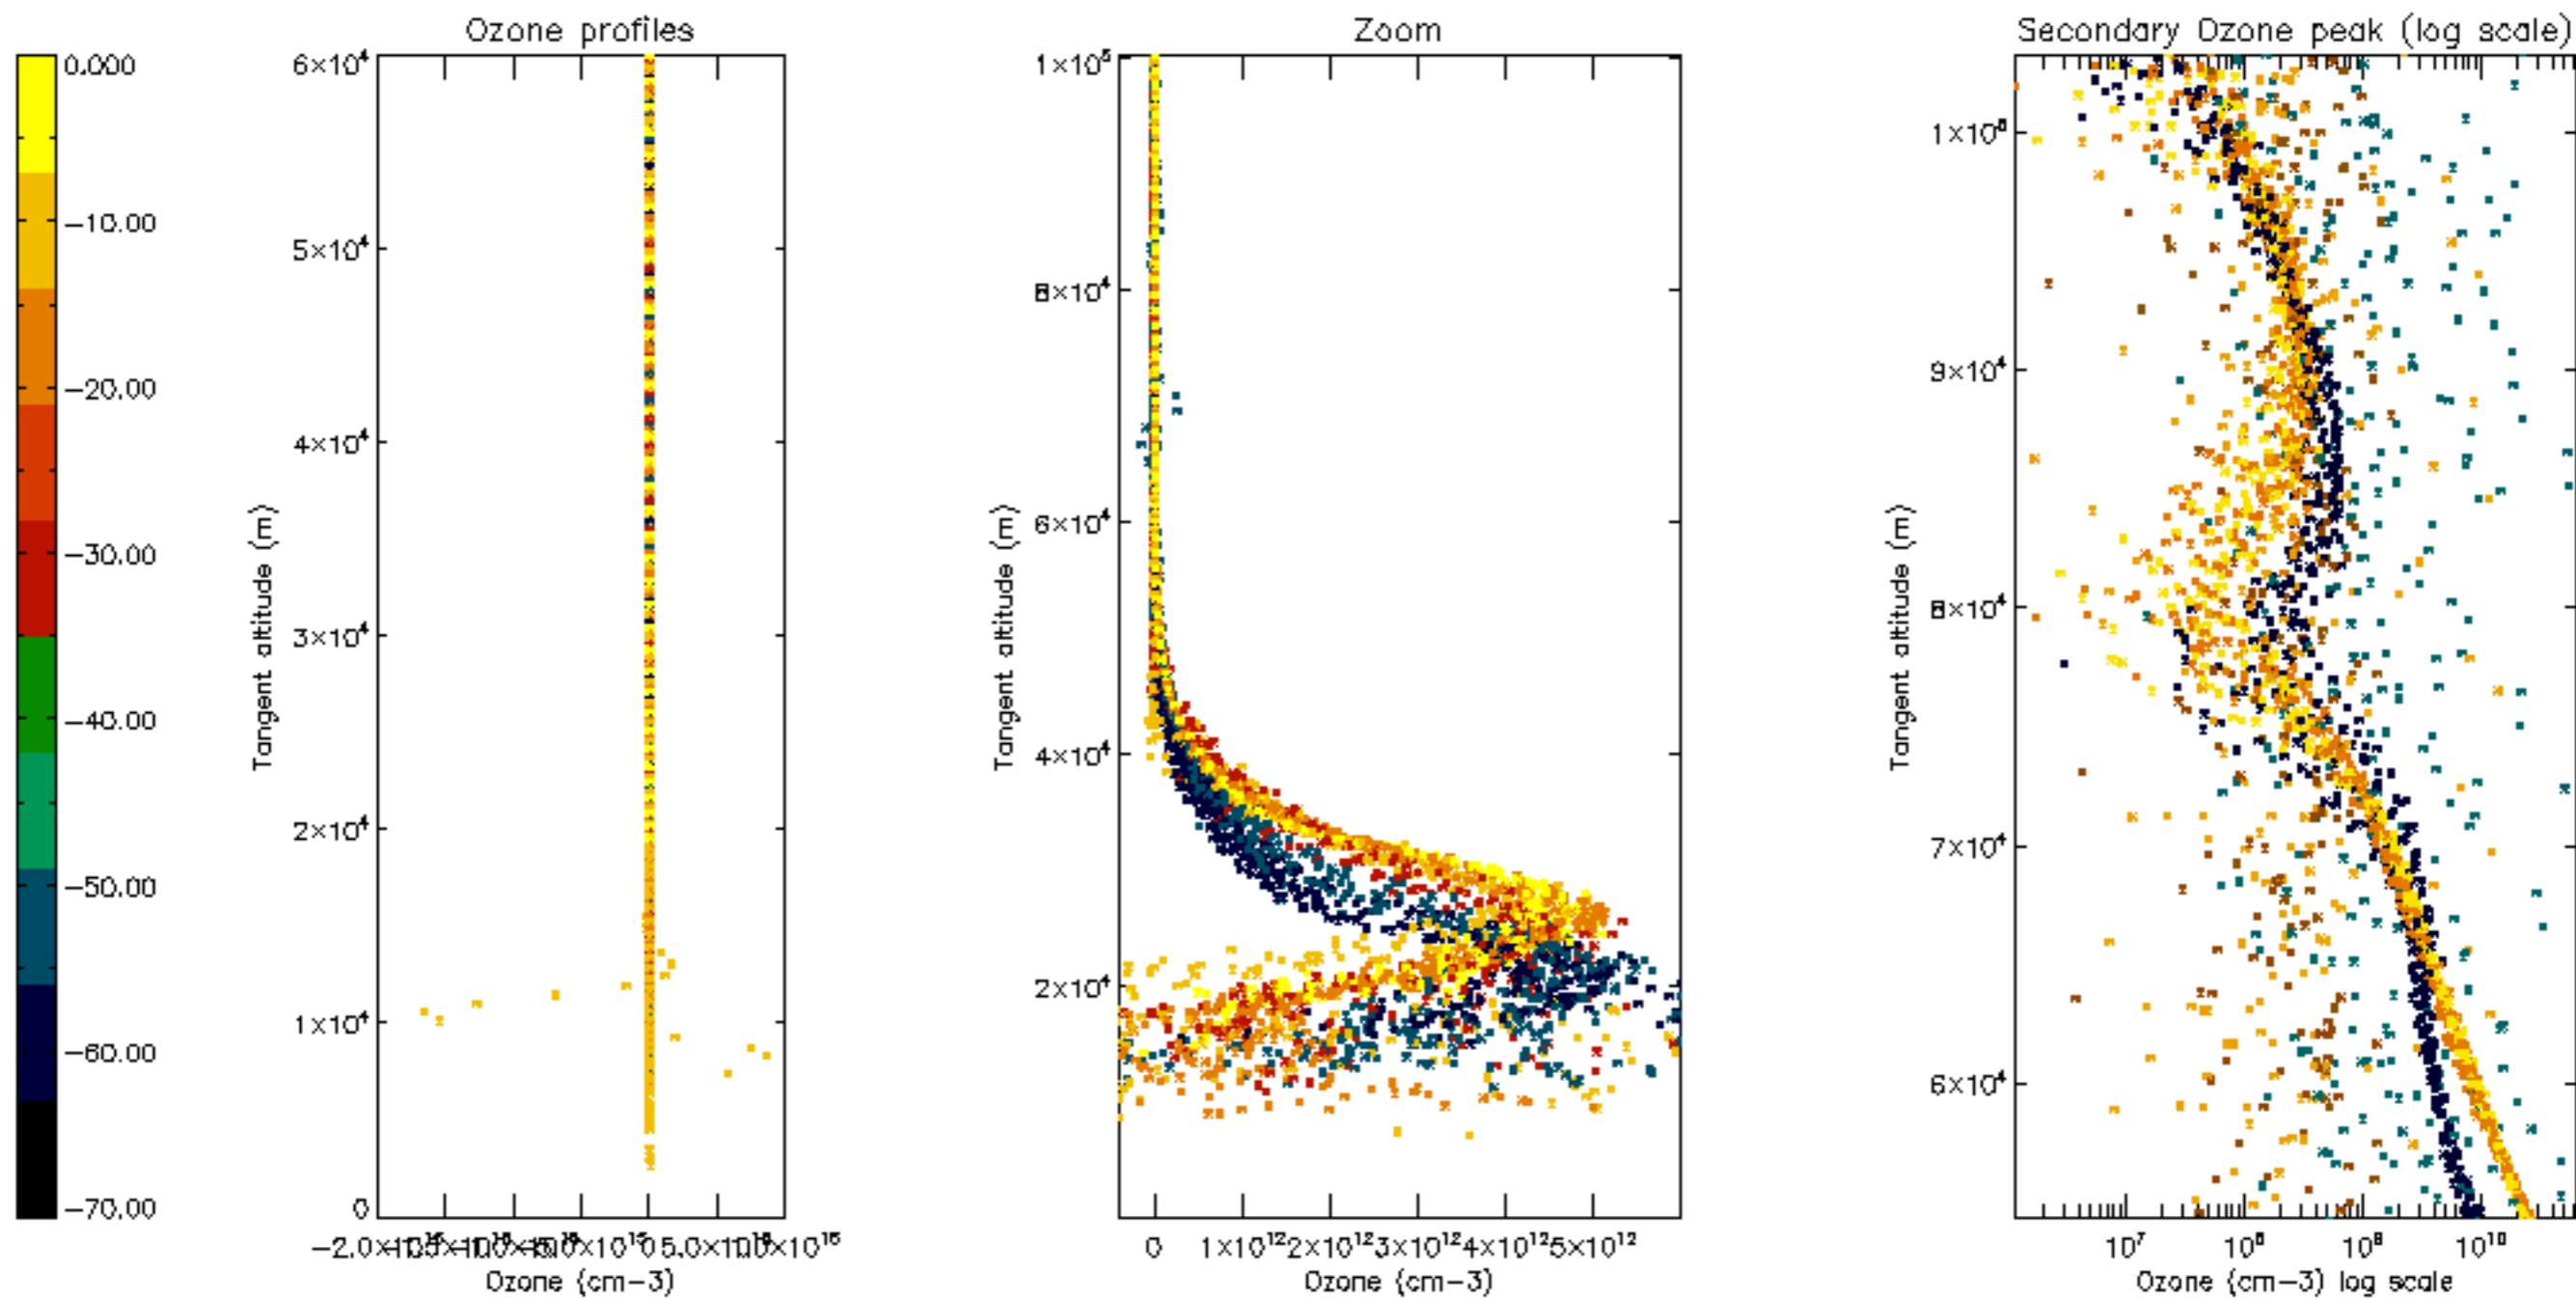 Ozone profiles
Zoom
Secondary Ozone peak (log scale)
0.000
-10.00
-20.00
-30.00
-40.00
-50.00
-60.00
-70.00
6×10⁴
5×10⁴
4×10⁴
3×10⁴
2×10⁴
1×10⁴
0
Tangent altitude (m)
Ozone (cm-3)
1×10⁵
8×10⁴
6×10⁴
4×10⁴
2×10⁴
Tangent altitude (m)
0 1×10¹² 2×10¹² 3×10¹² 4×10¹² 5×10¹²
Ozone (cm-3)
9×10⁴
8×10⁴
7×10⁴
6×10⁴
Tangent altitude (m)
10⁷ 10⁸ 10⁹ 10¹⁰
Ozone (cm-3) log scale